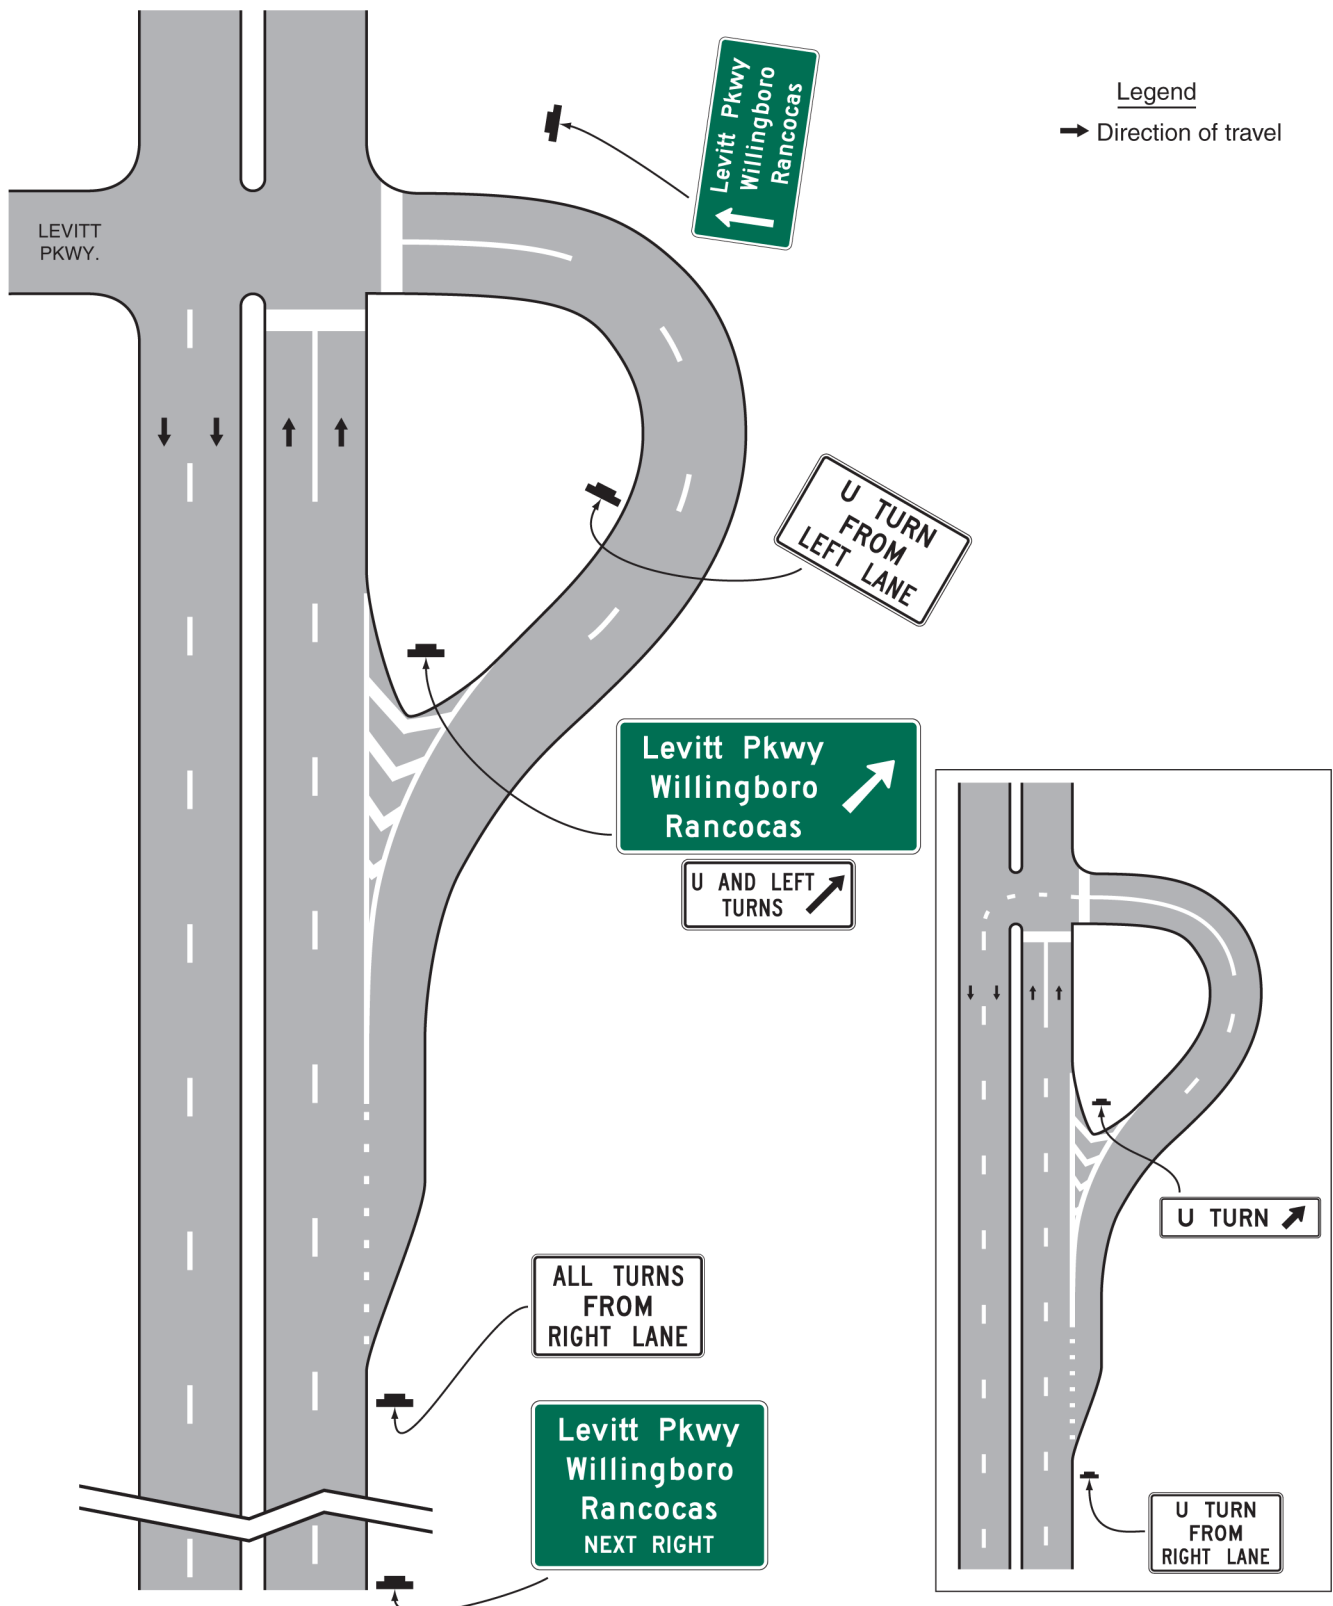 Levitt Pkwy
Willingboro
Rancocas
Legend
Direction of travel
LEVITT
PKWY.
U TURN
FROM
LEFT LANE
Levitt Pkwy
Willingboro
Rancocas
U AND LEFT
TURNS
U TURN
ALL TURNS
FROM
RIGHT LANE
Levitt Pkwy
Willingboro
Rancocas
NEXT RIGHT
U TURN
FROM
RIGHT LANE